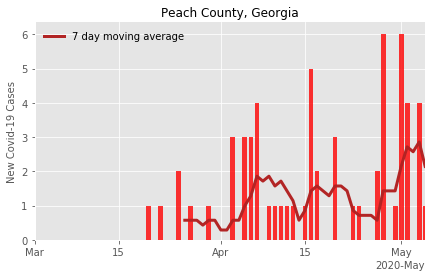 Peach County, Georgia
7 day moving average
New Covid-19 Cases
6
5
4
3
2
1
0
Mar 15 Apr 15 May
2020-May